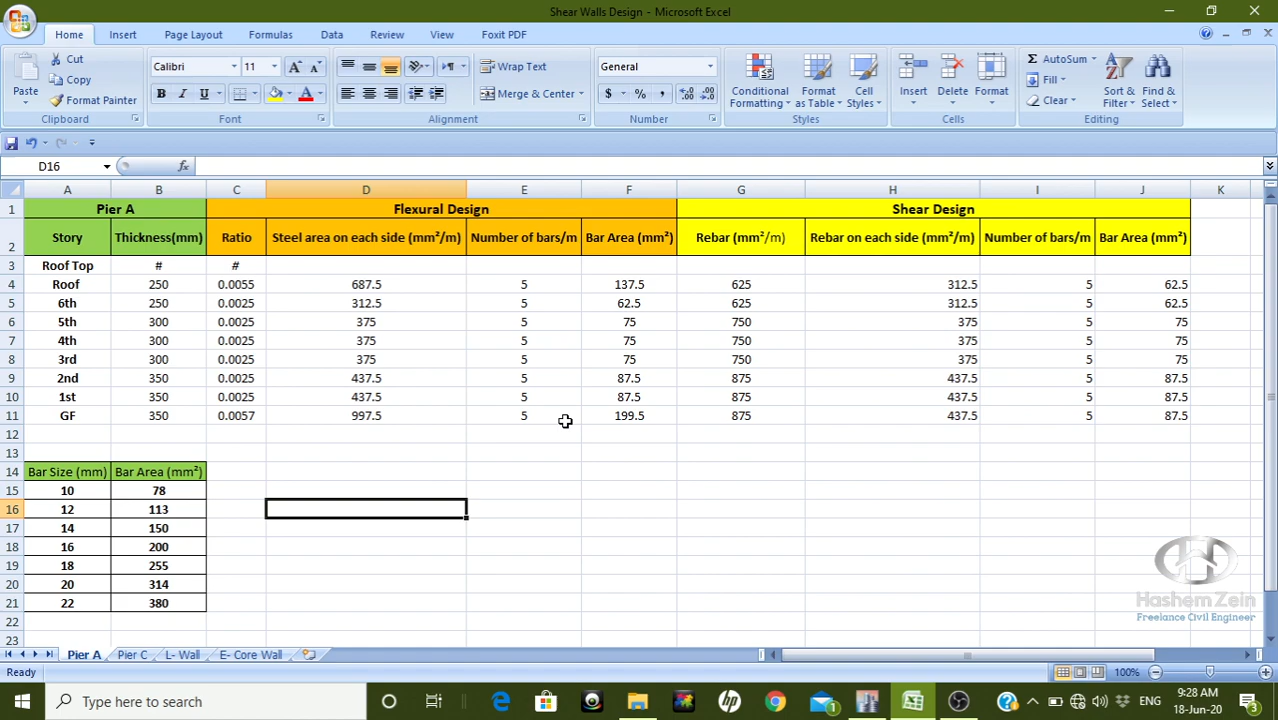 Shear Walls Design - Microsoft Excel
Home Insert Page Layout Formulas Data Review View Foxit PDF
Paste Cut Copy Format Painter Clipboard
Calibri 11 B I U A Font
Wrap Text Merge & Center Alignment
General $ % , Number
Conditional Formatting Format as Table Cell Styles Styles
Insert Delete Format Cells
Σ AutoSum Fill Clear Sort & Filter Find & Select Editing
D16 fx
A B C D E F G H I J K
1 Pier A Flexural Design Shear Design
2 Story Thickness(mm) Ratio Steel area on each side (mm²/m) Number of bars/m Bar Area (mm²) Rebar (mm²/m) Rebar on each side (mm²/m) Number of bars/m Bar Area (mm²)
3 Roof Top # #
4 Roof 250 0.0055 687.5 5 137.5 625 312.5 5 62.5
5 6th 250 0.0025 312.5 5 62.5 625 312.5 5 62.5
6 5th 300 0.0025 375 5 75 750 375 5 75
7 4th 300 0.0025 375 5 75 750 375 5 75
8 3rd 300 0.0025 375 5 75 750 375 5 75
9 2nd 350 0.0025 437.5 5 87.5 875 437.5 5 87.5
10 1st 350 0.0025 437.5 5 87.5 875 437.5 5 87.5
11 GF 350 0.0057 997.5 5 199.5 875 437.5 5 87.5
12
13
14 Bar Size (mm) Bar Area (mm²)
15 10 78
16 12 113
17 14 150
18 16 200
19 18 255
20 20 314
21 22 380
22
23
Hashem Zein
Freelance Civil Engineer
Pier A Pier C L- Wall E- Core Wall
Ready 100%
Type here to search
hp 1 ENG 9:28 AM 18-Jun-20 3